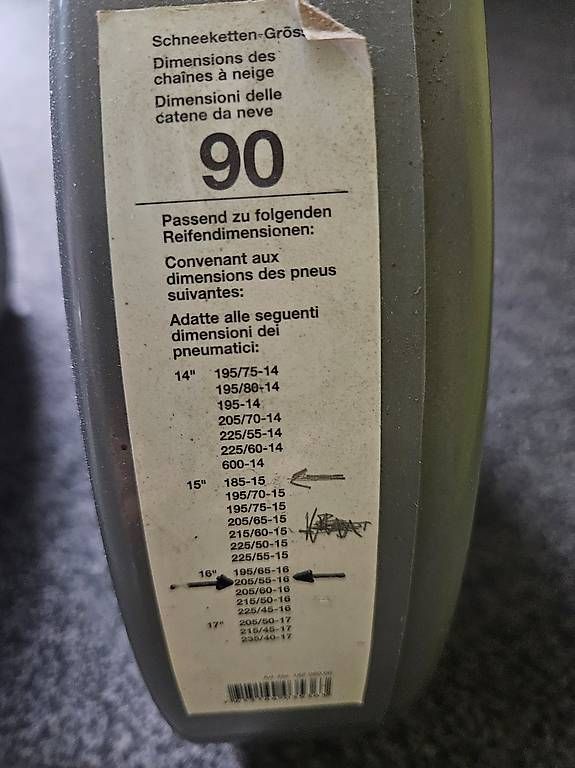 Schneeketten-Gröss
Dimensions des
chaînes à neige
Dimensioni delle
catene da neve
90
Passend zu folgenden
Reifendimensionen:
Convenant aux
dimensions des pneus
suivantes:
Adatte alle seguenti
dimensioni dei
pneumatici:
14" 195/75-14
195/80-14
195-14
205/70-14
225/55-14
225/60-14
600-14
15" 185-15
195/70-15
195/75-15
205/65-15
215/60-15
225/50-15
225/55-15
16" 195/65-16
205/55-16
205/60-16
215/50-16
225/45-16
17" 205/50-17
215/45-17
235/40-17